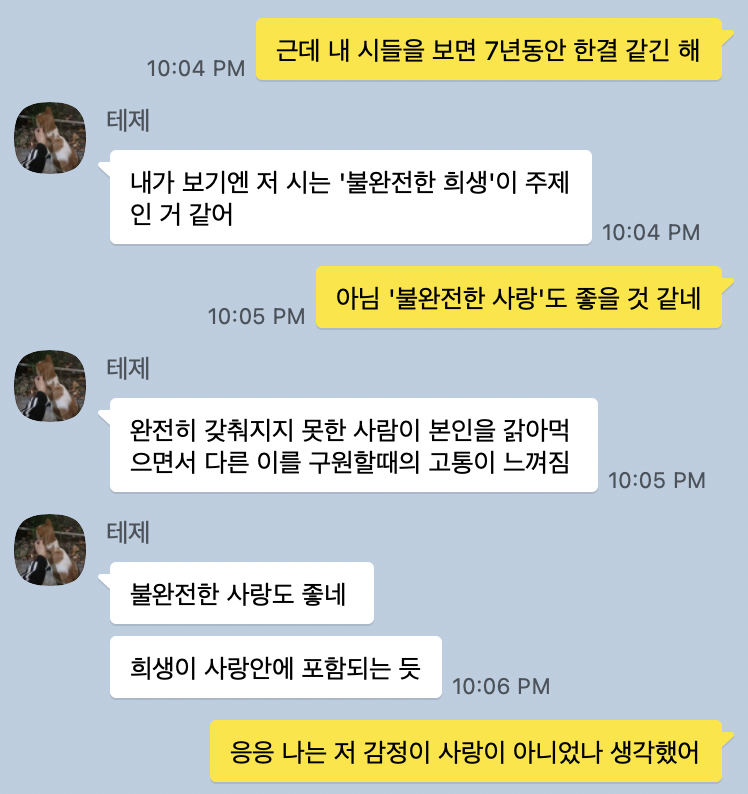 근데 내 시들을 보면 7년동안 한결 같긴 해
10:04 PM
테제
내가 보기엔 저 시는 '불완전한 희생'이 주제
인 거 같어
10:04 PM
아님 '불완전한 사랑'도 좋을 것 같네
10:05 PM
테제
완전히 갖춰지지 못한 사람이 본인을 갉아먹
으면서 다른 이를 구원할때의 고통이 느껴짐
10:05 PM
테제
불완전한 사랑도 좋네
희생이 사랑안에 포함되는 듯
10:06 PM
응응 나는 저 감정이 사랑이 아니었나 생각했어